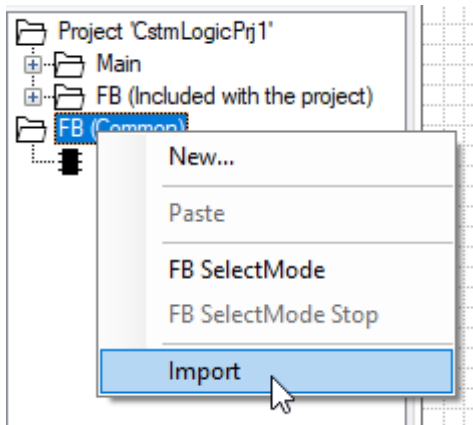 Project 'CstmLogicPrj1'
Main
FB (Included with the project)
FB (Common)
New...
Paste
FB SelectMode
FB SelectMode Stop
Import